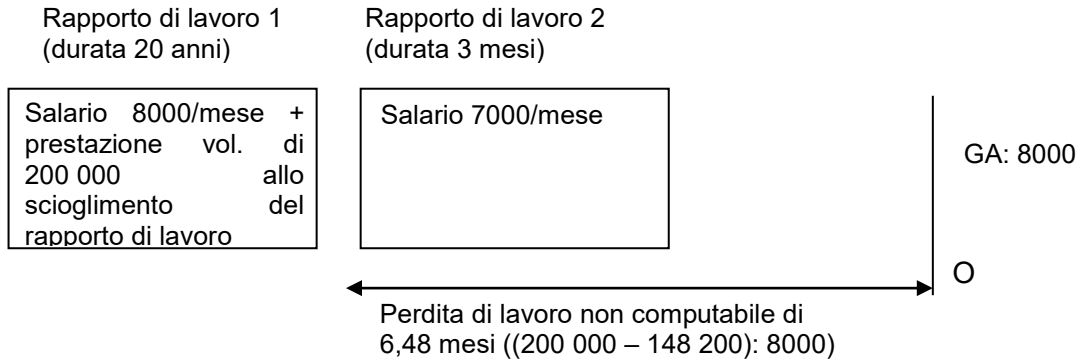 Rapporto di lavoro 1
(durata 20 anni)
Rapporto di lavoro 2
(durata 3 mesi)
Salario 8000/mese +
prestazione vol. di
200 000 allo
scioglimento del
rapporto di lavoro
Salario 7000/mese
GA: 8000
O
Perdita di lavoro non computabile di
6,48 mesi ((200 000 – 148 200): 8000)